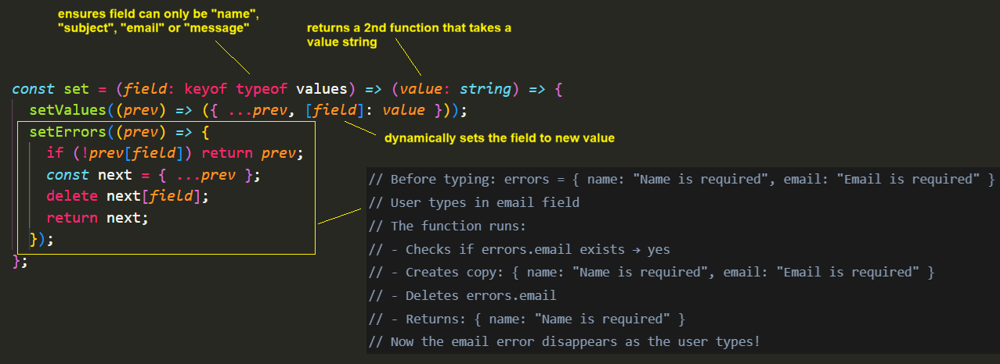 ensures field can only be "name",
"subject", "email" or "message"
returns a 2nd function that takes a
value string
const set = (field: keyof typeof values) => (value: string) => {
setValues((prev) => ({ ...prev, [field]: value }));
setErrors((prev) => {
if (!prev[field]) return prev;
const next = { ...prev };
delete next[field];
return next;
});
};
dynamically sets the field to new value
// Before typing: errors = { name: "Name is required", email: "Email is required" }
// User types in email field
// The function runs:
// - Checks if errors.email exists → yes
// - Creates copy: { name: "Name is required", email: "Email is required" }
// - Deletes errors.email
// - Returns: { name: "Name is required" }
// Now the email error disappears as the user types!